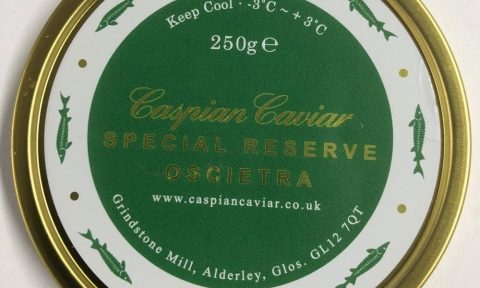 Keep Cool · -3°C ~ + 3°C
250g ℮
Caspian Caviar
SPECIAL RESERVE
OSCIETRA
www.caspiancaviar.co.uk
Grindstone Mill, Alderley, Glos. GL12 7QT